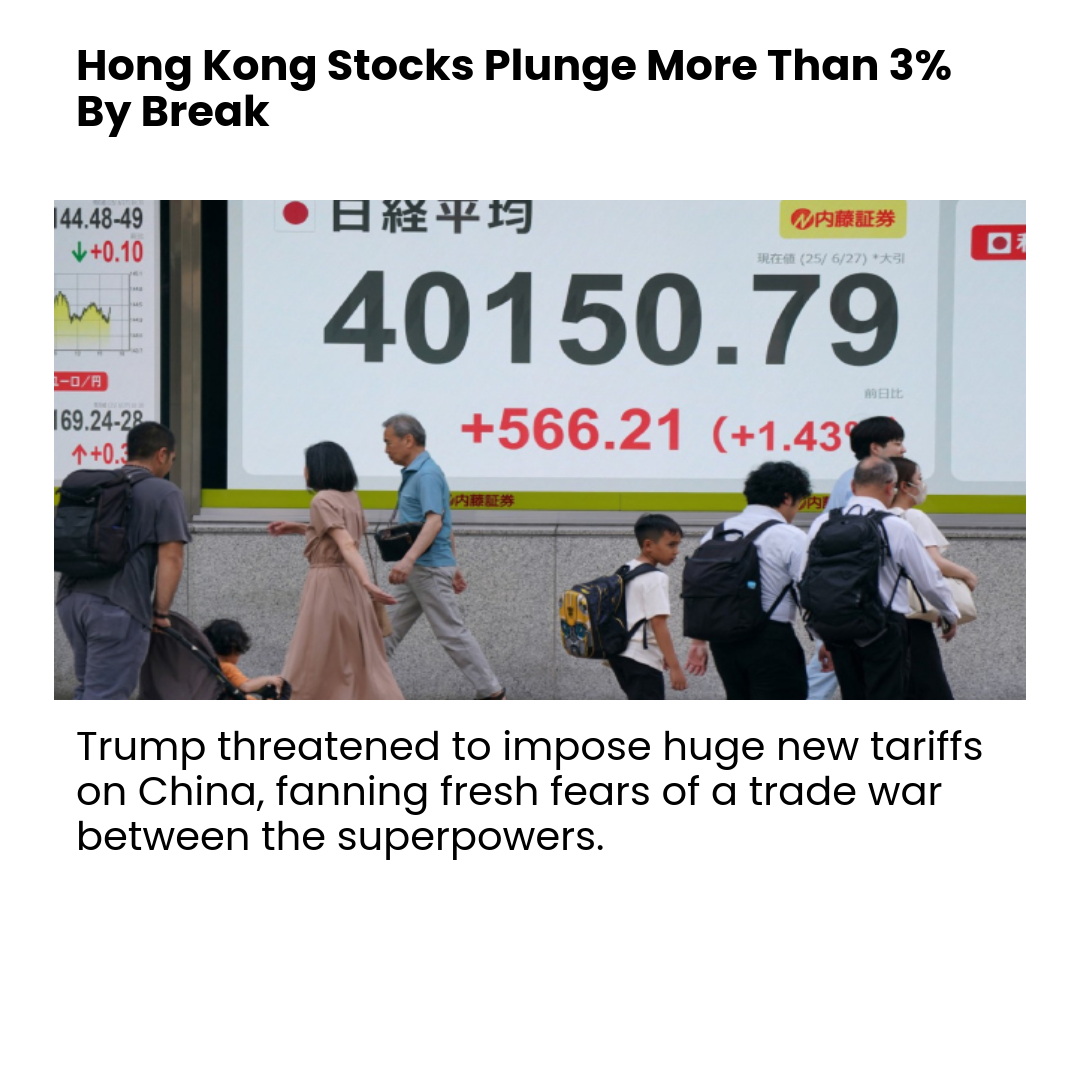 Hong Kong Stocks Plunge More Than 3%
By Break
144.48-49
↓+0.10
ユーロ/円
169.24-28
日経平均
内藤証券
現在値 (25/ 6/27) *大引
40150.79
前日比
+566.21 (+1.43%
内藤証券
Trump threatened to impose huge new tariffs
on China, fanning fresh fears of a trade war
between the superpowers.